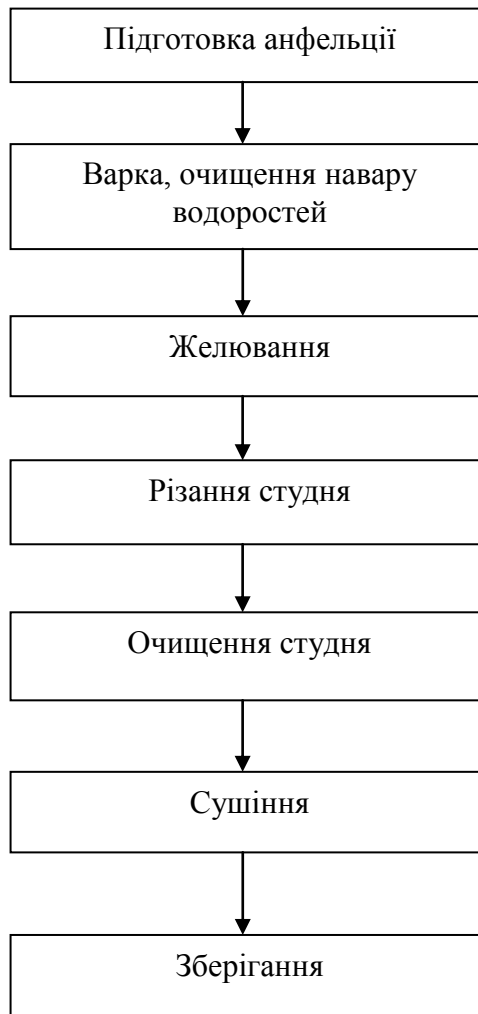 Підготовка анфельції
Варка, очищення навару
водоростей
Желювання
Різання студня
Очищення студня
Сушіння
Зберігання